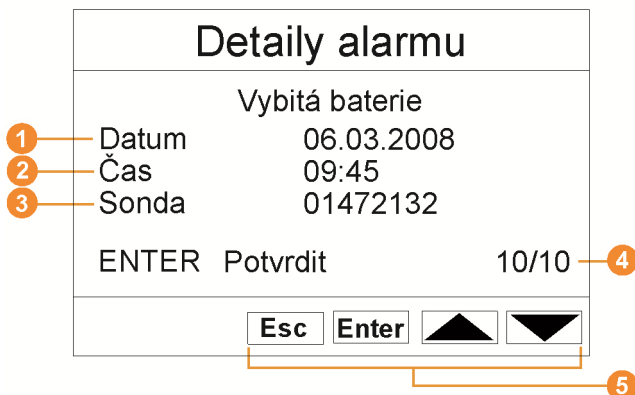 Detaily alarmu
Vybitá baterie
1 Datum 06.03.2008
2 Čas 09:45
3 Sonda 01472132
ENTER Potvrdit 10/10 4
Esc Enter
5